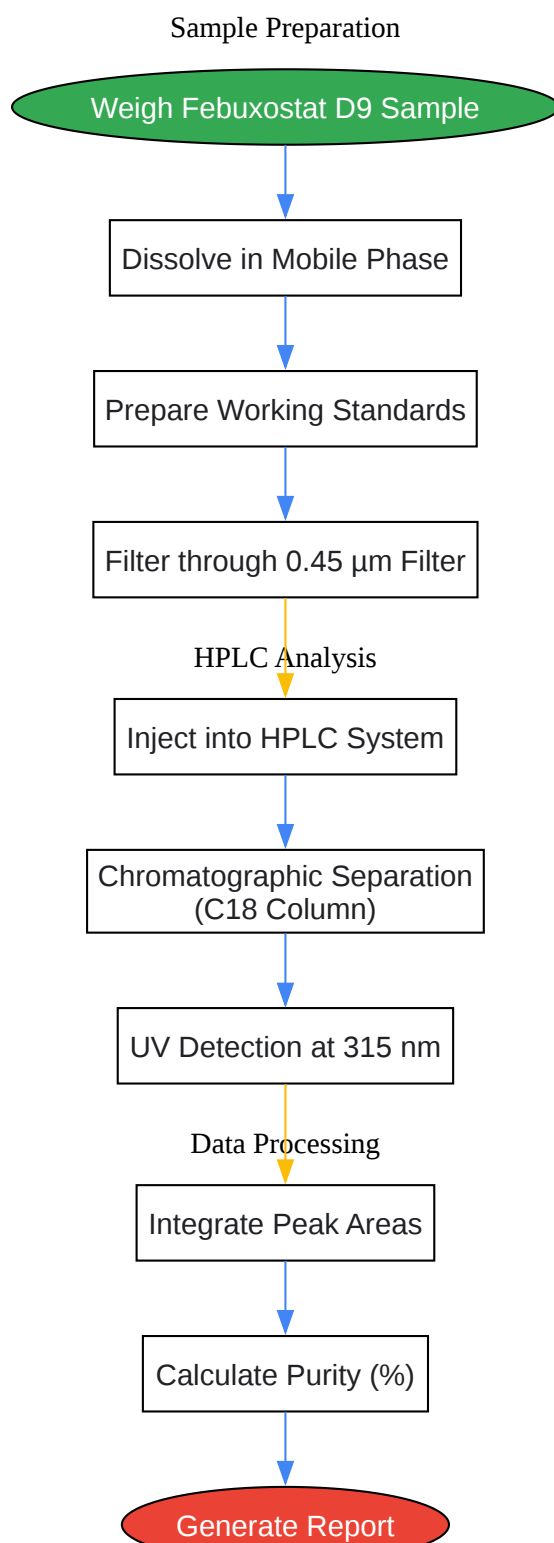 Sample Preparation
Weigh Febuxostat D9 Sample
Dissolve in Mobile Phase
Prepare Working Standards
Filter through 0.45 µm Filter
HPLC Analysis
Inject into HPLC System
Chromatographic Separation
(C18 Column)
UV Detection at 315 nm
Data Processing
Integrate Peak Areas
Calculate Purity (%)
Generate Report